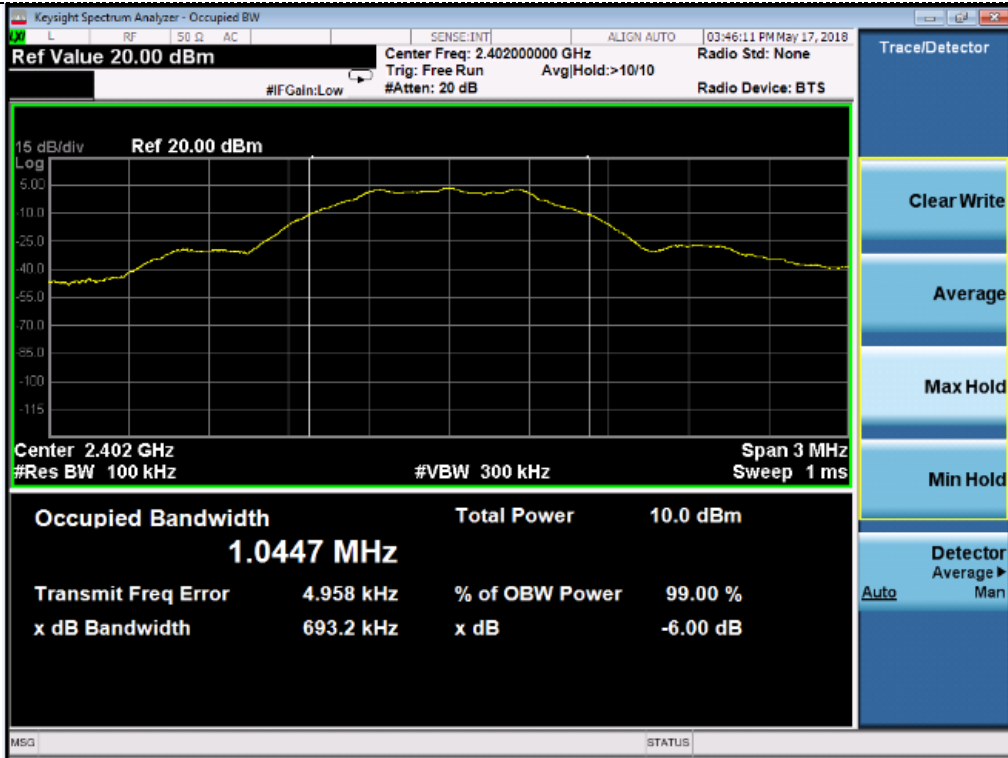 Keysight Spectrum Analyzer - Occupied BW
LXI L RF 50 Ω AC SENSE:INT ALIGN AUTO 03:46:11 PM May 17, 2018
Ref Value 20.00 dBm
Center Freq: 2.402000000 GHz
Radio Std: None
Trig: Free Run Avg|Hold:>10/10
#IFGain:Low #Atten: 20 dB Radio Device: BTS
Trace/Detector
15 dB/div Ref 20.00 dBm
Log
5.00
-10.0
-25.0
-40.0
-55.0
-70.0
-85.0
-100
-115
Center 2.402 GHz Span 3 MHz
#Res BW 100 kHz #VBW 300 kHz Sweep 1 ms
Occupied Bandwidth Total Power 10.0 dBm
1.0447 MHz
Transmit Freq Error 4.958 kHz % of OBW Power 99.00 %
x dB Bandwidth 693.2 kHz x dB -6.00 dB
Clear Write
Average
Max Hold
Min Hold
Detector
Average
Auto Man
MSG STATUS